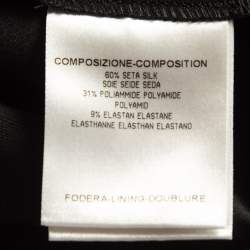 COMPOSIZIONE-COMPOSITION
60% SETA SILK
SOIE SEIDE SEDA
31% POLIAMMIDE POLYAMIDE
POLYAMID
9% ELASTAN ELASTANE
ELASTHANNE ELASTHAN ELASTANO
FODERA-LINING-DOUBLURE